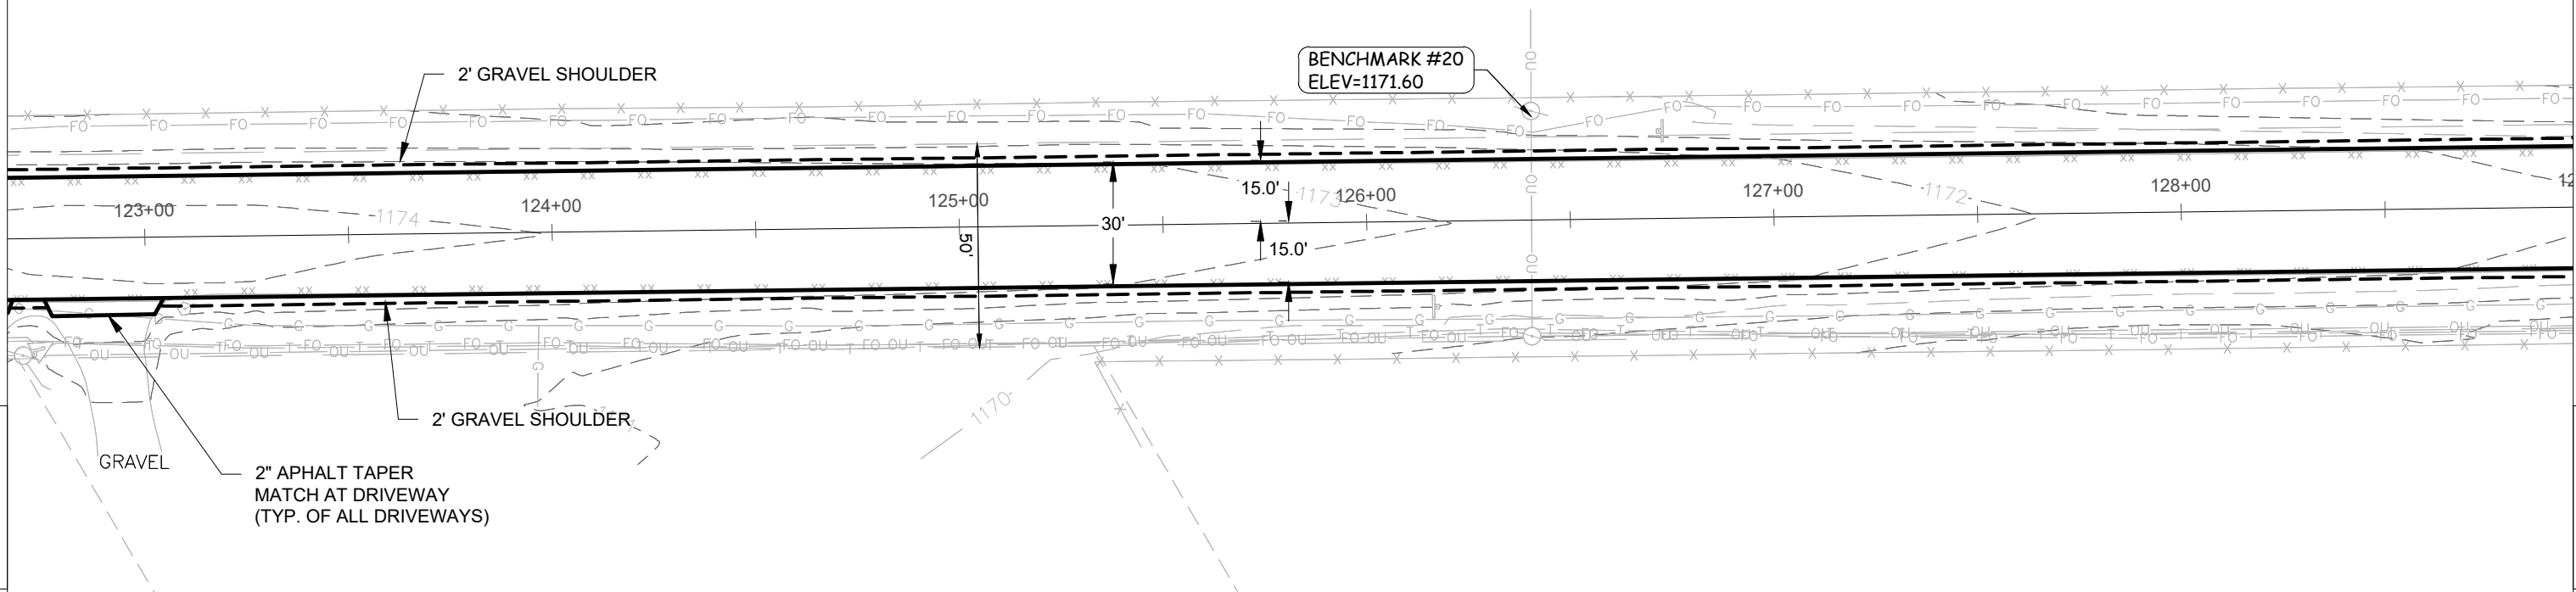 BENCHMARK #20
ELEV=1171.60
2' GRAVEL SHOULDER
123+00
1174
124+00
125+00
50'
30'
15.0'
15.0'
1173
126+00
127+00
1172
128+00
2' GRAVEL SHOULDER
1170
GRAVEL
2" APHALT TAPER
MATCH AT DRIVEWAY
(TYP. OF ALL DRIVEWAYS)